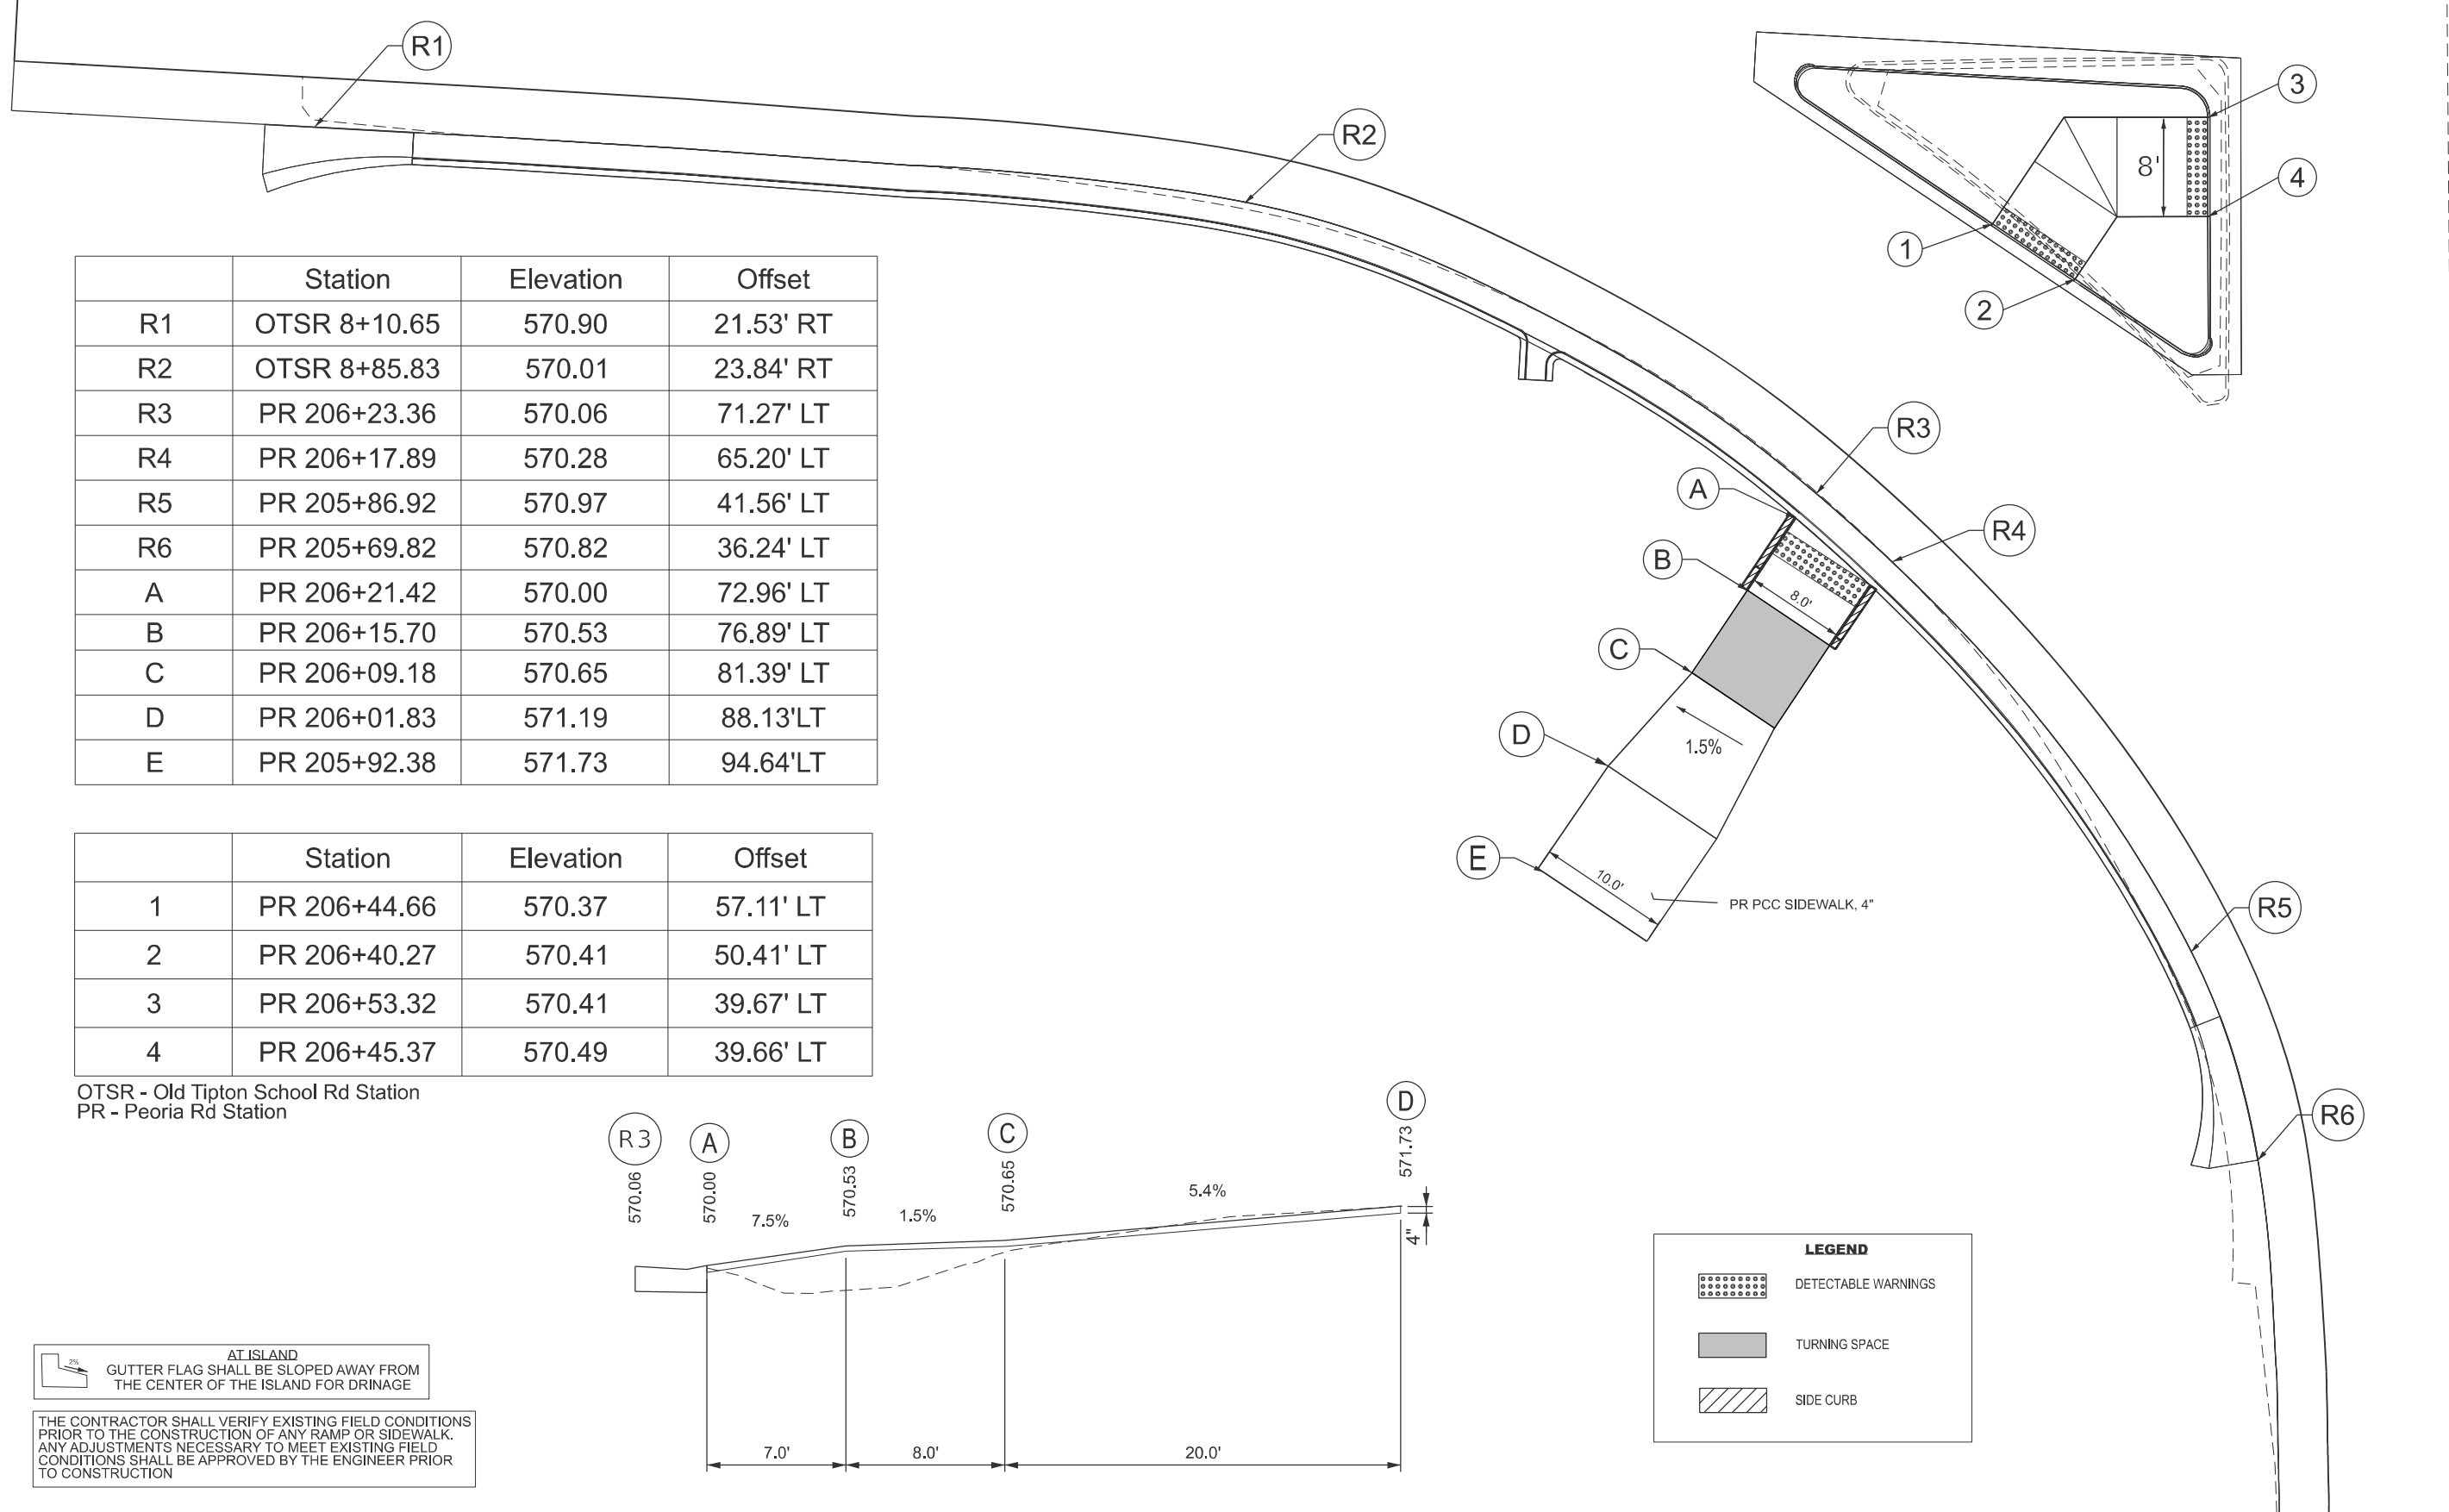 R1
R2
3
8'
4
1
2
Station Elevation Offset
R1 OTSR 8+10.65 570.90 21.53' RT
R2 OTSR 8+85.83 570.01 23.84' RT
R3 PR 206+23.36 570.06 71.27' LT
R4 PR 206+17.89 570.28 65.20' LT
R5 PR 205+86.92 570.97 41.56' LT
R6 PR 205+69.82 570.82 36.24' LT
A PR 206+21.42 570.00 72.96' LT
B PR 206+15.70 570.53 76.89' LT
C PR 206+09.18 570.65 81.39' LT
D PR 206+01.83 571.19 88.13'LT
E PR 205+92.38 571.73 94.64'LT
R3
A
R4
B
8.0'
C
D
1.5%
E
10.0'
PR PCC SIDEWALK, 4"
R5
R6
Station Elevation Offset
1 PR 206+44.66 570.37 57.11' LT
2 PR 206+40.27 570.41 50.41' LT
3 PR 206+53.32 570.41 39.67' LT
4 PR 206+45.37 570.49 39.66' LT
OTSR - Old Tipton School Rd Station
PR - Peoria Rd Station
R3 A B C D
570.06 570.00 570.53 570.65 571.73
7.5% 1.5% 5.4%
4"
7.0' 8.0' 20.0'
LEGEND
DETECTABLE WARNINGS
TURNING SPACE
SIDE CURB
2%
AT ISLAND
GUTTER FLAG SHALL BE SLOPED AWAY FROM
THE CENTER OF THE ISLAND FOR DRINAGE
THE CONTRACTOR SHALL VERIFY EXISTING FIELD CONDITIONS
PRIOR TO THE CONSTRUCTION OF ANY RAMP OR SIDEWALK.
ANY ADJUSTMENTS NECESSARY TO MEET EXISTING FIELD
CONDITIONS SHALL BE APPROVED BY THE ENGINEER PRIOR
TO CONSTRUCTION